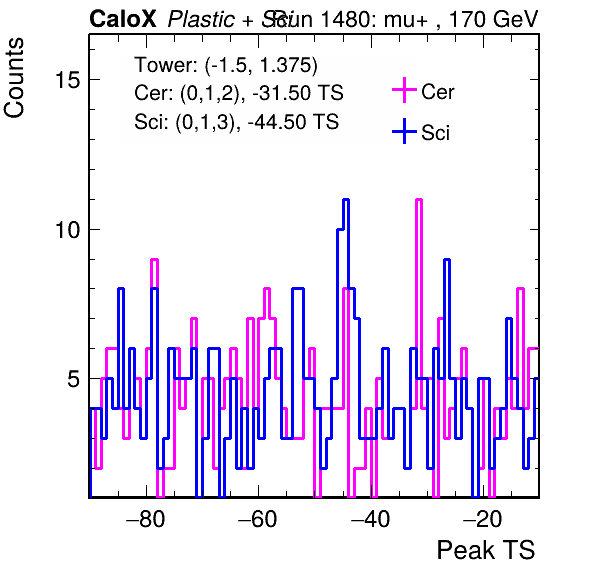 CaloX Plastic + Sci Run 1480: mu+ , 170 GeV
Counts
Tower: (-1.5, 1.375)
Cer: (0,1,2), -31.50 TS
Sci: (0,1,3), -44.50 TS
Cer
Sci
15
10
5
−80 −60 −40 −20
Peak TS